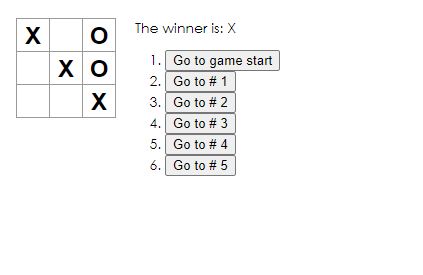 X O
X O
X
The winner is: X
1. Go to game start
2. Go to # 1
3. Go to # 2
4. Go to # 3
5. Go to # 4
6. Go to # 5